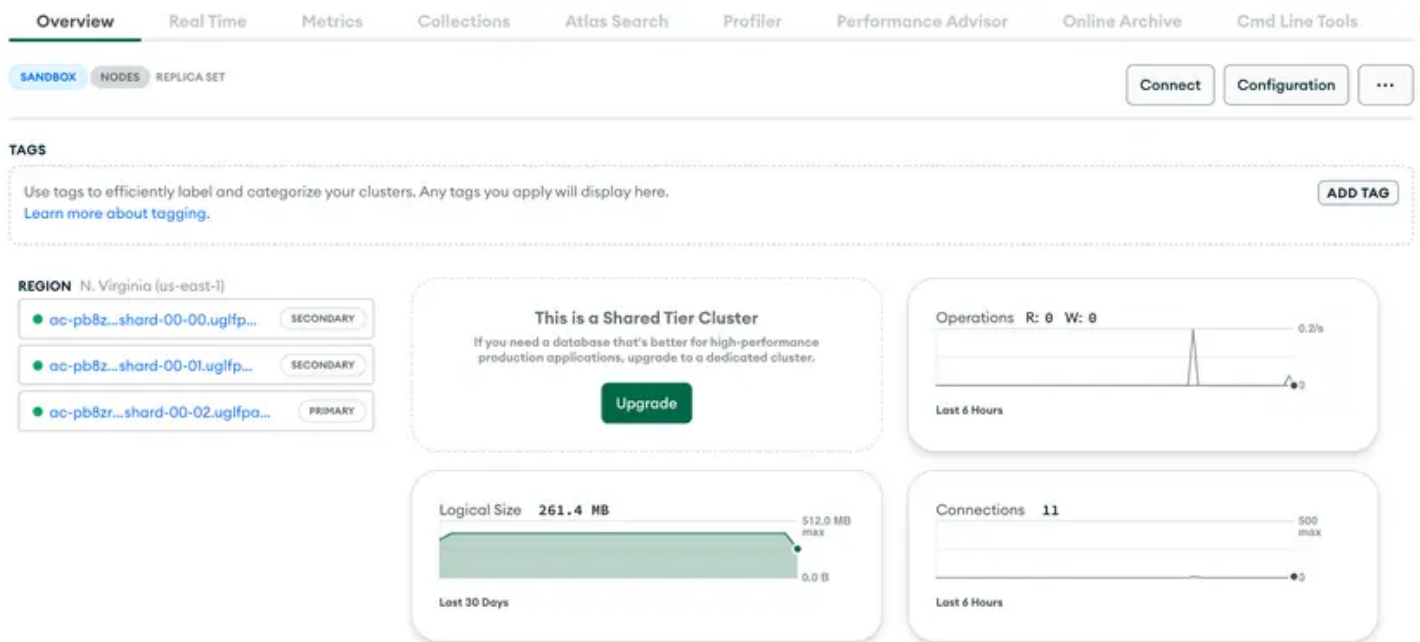 Overview Real Time Metrics Collections Atlas Search Profiler Performance Advisor Online Archive Cmd Line Tools
SANDBOX NODES REPLICA SET
Connect Configuration ...
TAGS
Use tags to efficiently label and categorize your clusters. Any tags you apply will display here.
ADD TAG
Learn more about tagging.
REGION N. Virginia (us-east-1)
ac-pb8z...shard-00-00.uglfp... SECONDARY
ac-pb8z...shard-00-01.uglfp... SECONDARY
ac-pb8zr...shard-00-02.uglfpa... PRIMARY
This is a Shared Tier Cluster
If you need a database that's better for high-performance
production applications, upgrade to a dedicated cluster.
Upgrade
Operations R: 0 W: 0
0.2/s
0
Last 6 Hours
Logical Size 261.4 MB
512.0 MB
max
0.0 B
Last 30 Days
Connections 11
500
max
0
Last 6 Hours